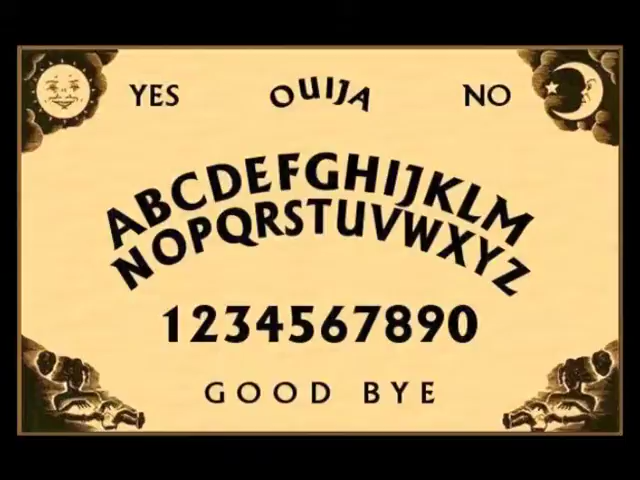 YES OUIJA NO
ABCDEFGHIJKLM
NOPQRSTUVWXYZ
1234567890
GOOD BYE